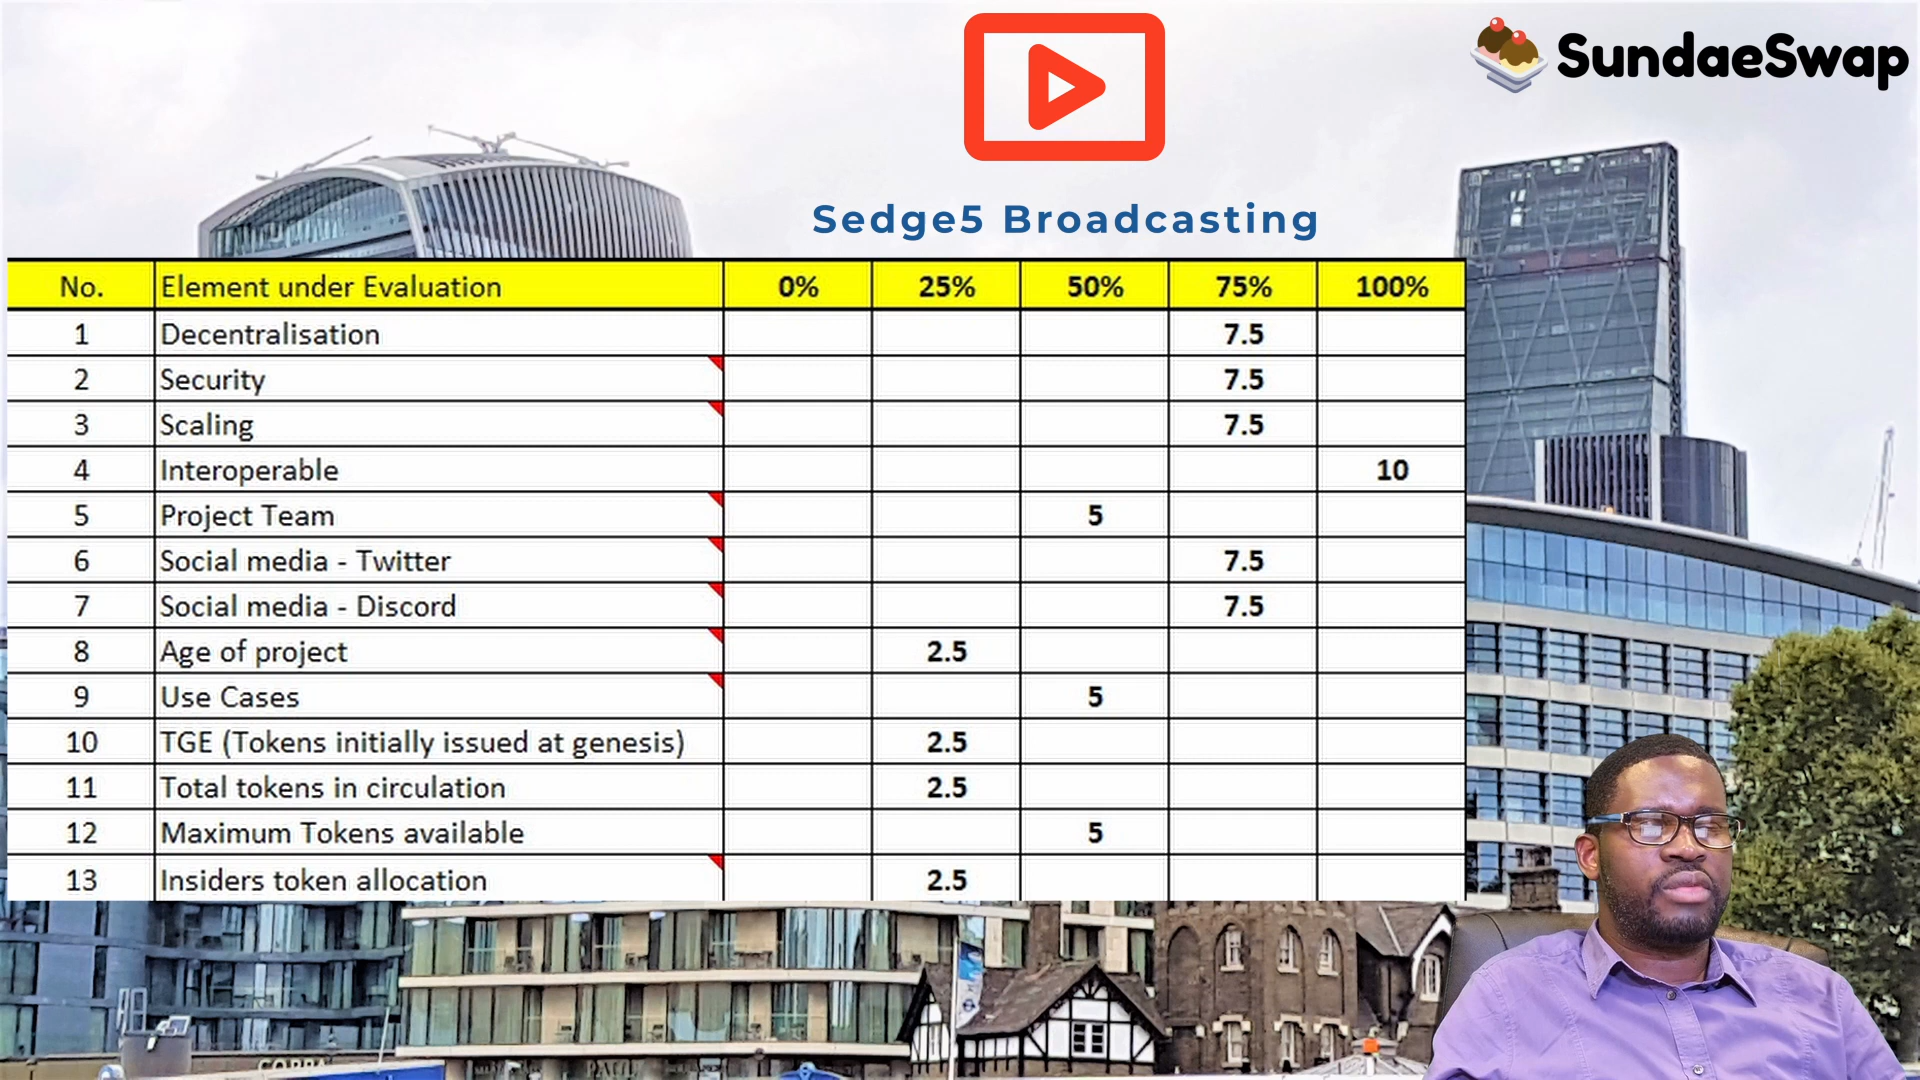 SundaeSwap
Sedge5 Broadcasting
No. Element under Evaluation 0% 25% 50% 75% 100%
1 Decentralisation 7.5
2 Security 7.5
3 Scaling 7.5
4 Interoperable 10
5 Project Team 5
6 Social media - Twitter 7.5
7 Social media - Discord 7.5
8 Age of project 2.5
9 Use Cases 5
10 TGE (Tokens initially issued at genesis) 2.5
11 Total tokens in circulation 2.5
12 Maximum Tokens available 5
13 Insiders token allocation 2.5